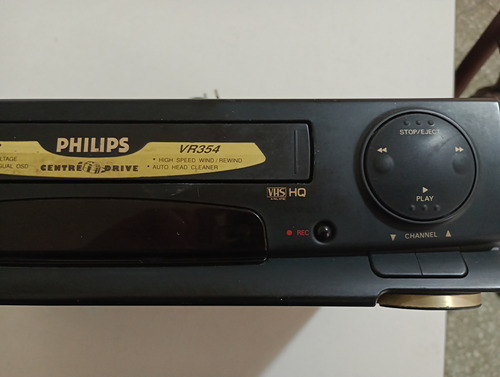 PHILIPS
VR354
LTAGE
UAL OSD
CENTRE DRIVE
• HIGH SPEED WIND / REWIND
• AUTO HEAD CLEANER
VHS HQ
REC
STOP/EJECT
PLAY
CHANNEL